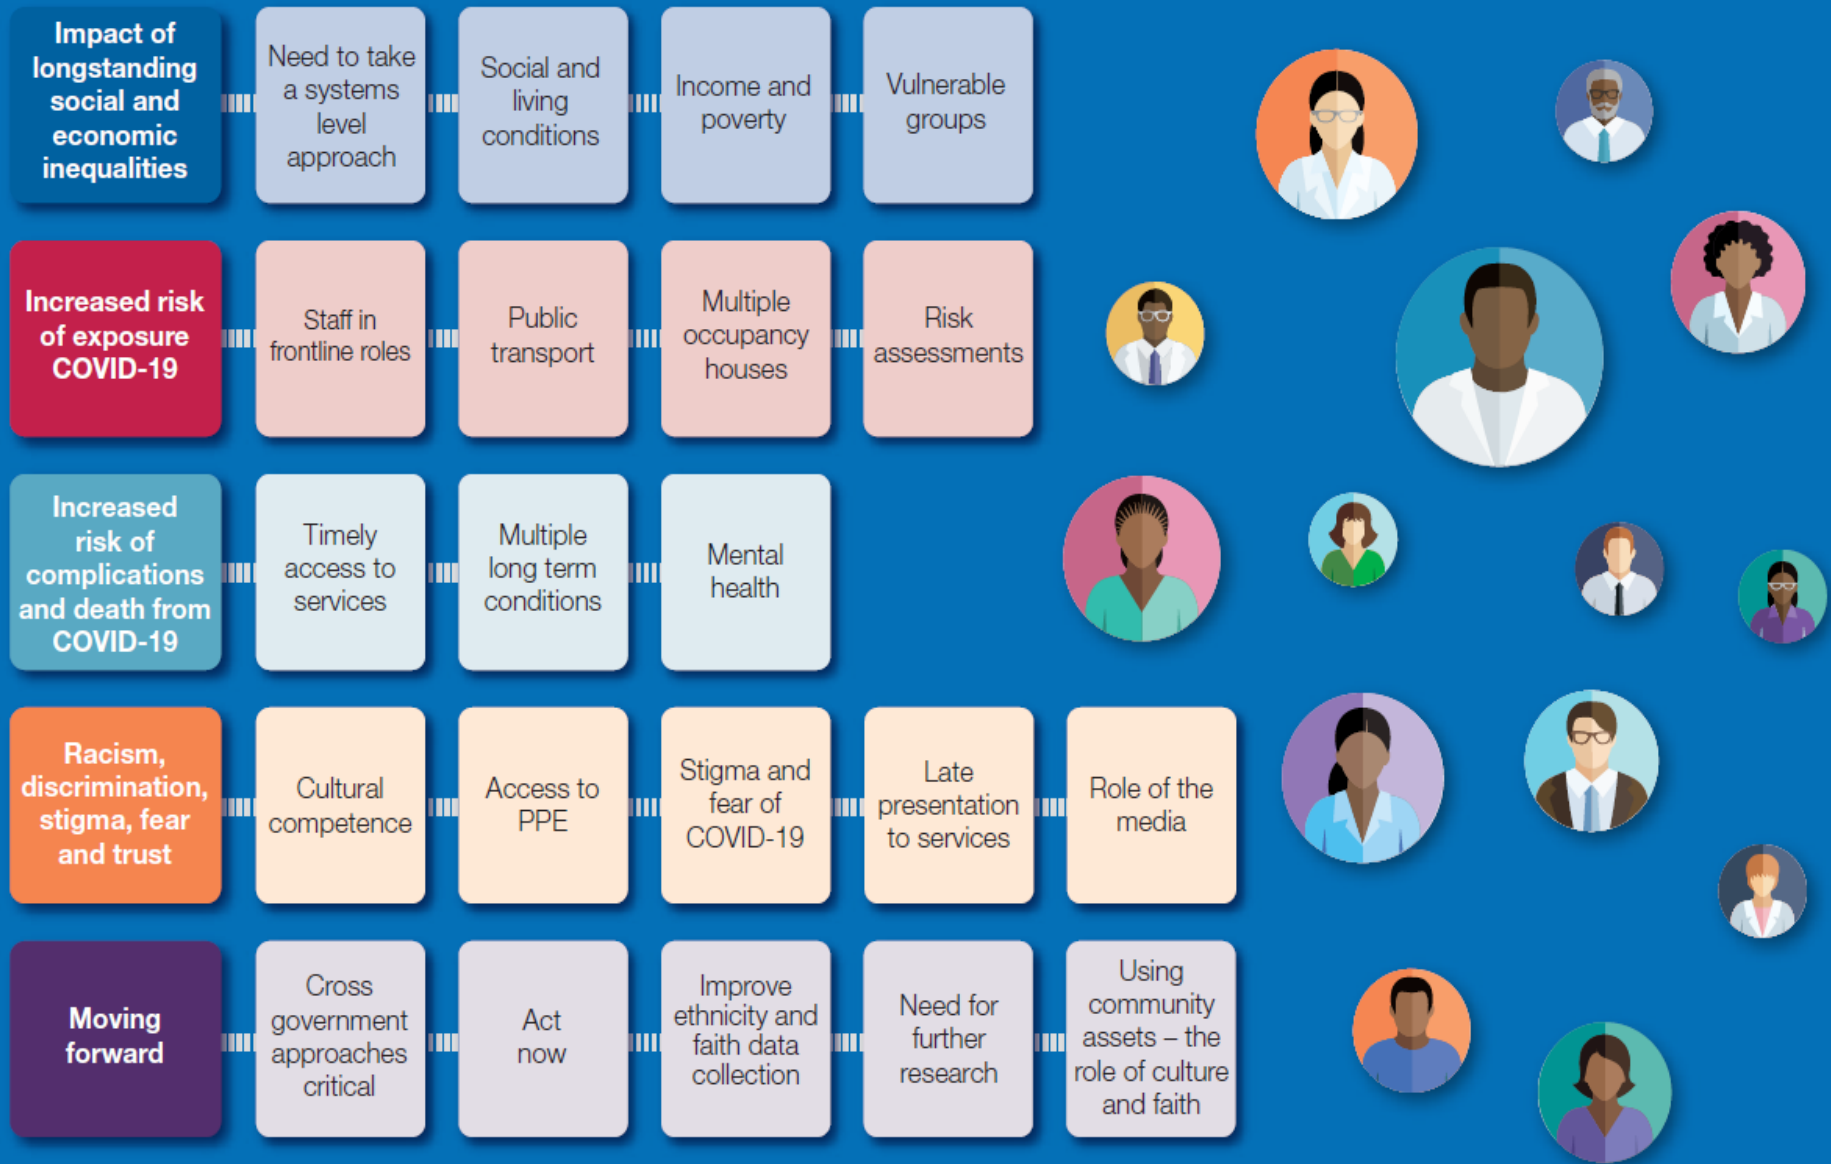 Impact of
longstanding
social and
economic
inequalities
Need to take
a systems
level
approach
Social and
living
conditions
Income and
poverty
Vulnerable
groups
Increased risk
of exposure
COVID-19
Staff in
frontline roles
Public
transport
Multiple
occupancy
houses
Risk
assessments
Increased
risk of
complications
and death from
COVID-19
Timely
access to
services
Multiple
long term
conditions
Mental
health
Racism,
discrimination,
stigma, fear
and trust
Cultural
competence
Access to
PPE
Stigma and
fear of
COVID-19
Late
presentation
to services
Role of the
media
Moving
forward
Cross
government
approaches
critical
Act
now
Improve
ethnicity and
faith data
collection
Need for
further
research
Using
community
assets – the
role of culture
and faith